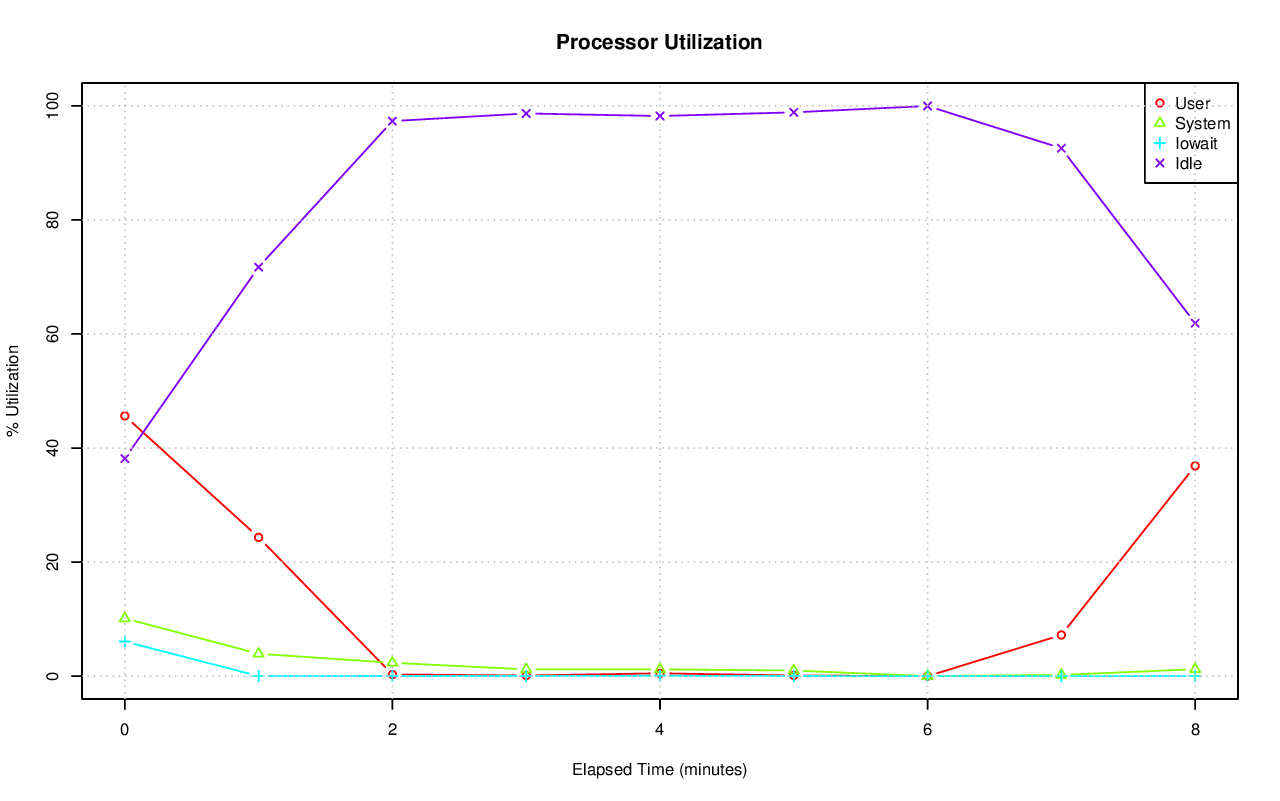 Processor Utilization
User
System
Iowait
Idle
100
80
60
40
20
0
% Utilization
0 2 4 6 8
Elapsed Time (minutes)